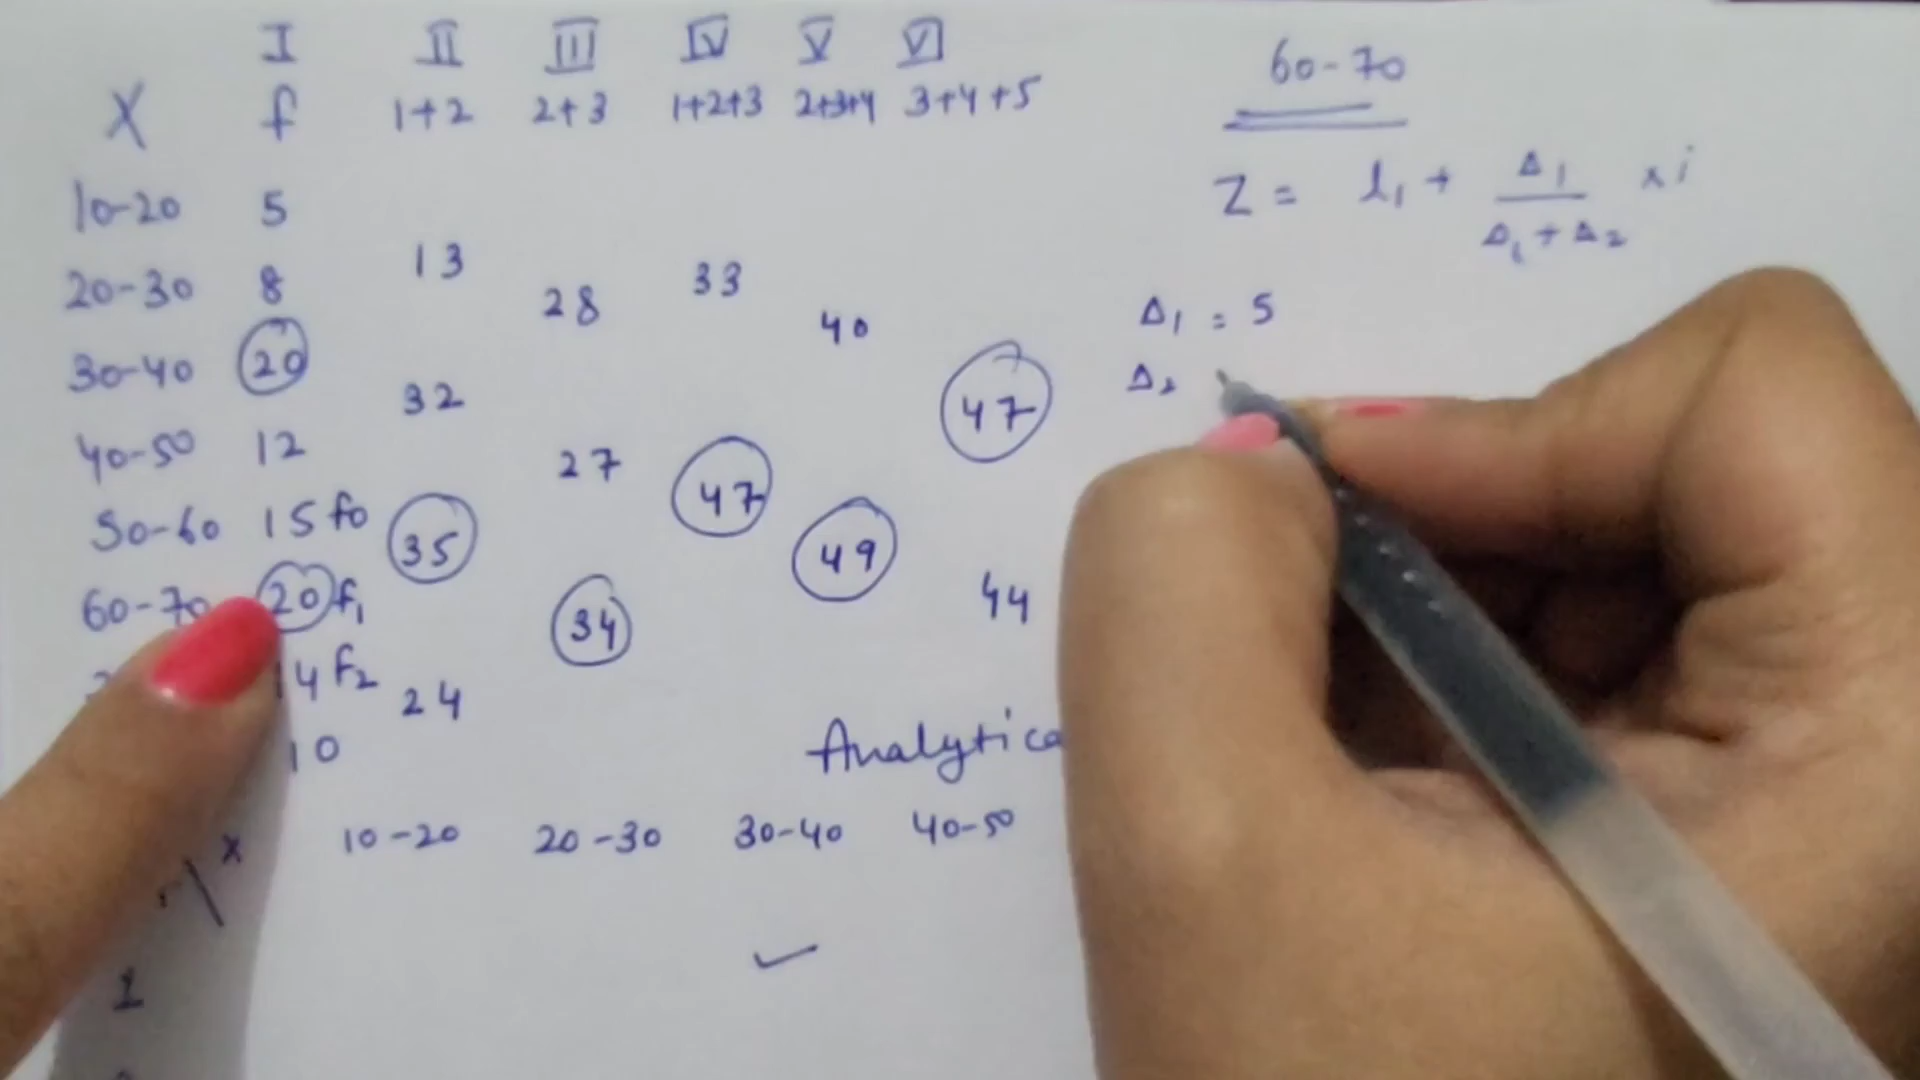 I II III IV V VI
X f 1+2 2+3 1+2+3 2+3+4 3+4+5
10-20 5
13
20-30 8
28 33
40
30-40 20
32 47
40-50 12
27 47
50-60 15 f0
35 49
60-70 20 f1
34 44
14 f2
24
10
60-70
Z = l1 + Δ1 / Δ1 + Δ2 × i
Δ1 = 5
Δ2
Analytica
x 10-20 20-30 30-40 40-50
✓
1